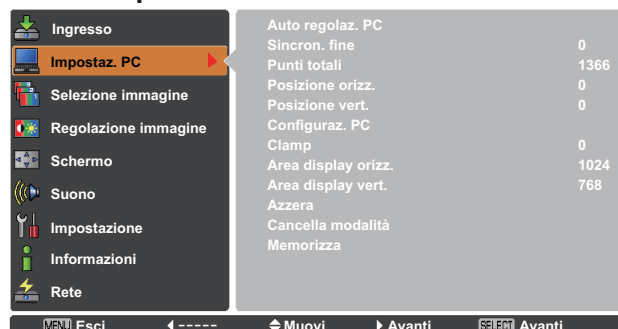 Ingresso
Impostaz. PC
Selezione immagine
Regolazione immagine
Schermo
Suono
Impostazione
Informazioni
Rete
Auto regolaz. PC
Sincron. fine 0
Punti totali 1366
Posizione orizz. 0
Posizione vert. 0
Configuraz. PC
Clamp 0
Area display orizz. 1024
Area display vert. 768
Azzera
Cancella modalità
Memorizza
MENU Esci ----- Muovi Avanti SELECT Avanti